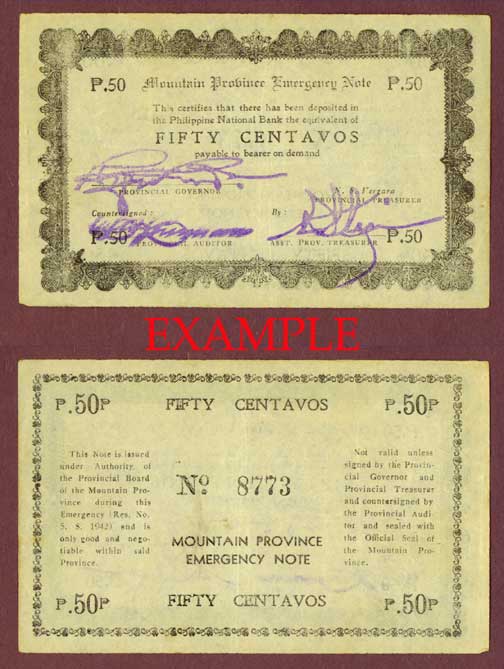 ₱.50 Mountain Province Emergency Note ₱.50
This certifies that there has been deposited in
the Philippine National Bank the equivalent of
FIFTY CENTAVOS
payable to bearer on demand
PROVINCIAL GOVERNOR
Vergara
PROVINCIAL TREASURER
Countersigned :
By :
₱.50 PROVINCIAL AUDITOR ASST. PROV. TREASURER ₱.50
EXAMPLE
₱.50₱ FIFTY CENTAVOS ₱.50₱
This Note is issued
under Authority of
the Provincial Board
of the Mountain Pro-
vince during this
Emergency (Res. No.
5, S. 1942) and is
only good and nego-
tiable within said
Province.
No 8773
MOUNTAIN PROVINCE
EMERGENCY NOTE
Not valid unless
signed by the Provin-
cial Governor and
Provincial Treasurer
and countersigned by
the Provincial Audi-
tor and sealed with
the Official Seal of
the Mountain Pro-
vince.
₱.50₱ FIFTY CENTAVOS ₱.50₱